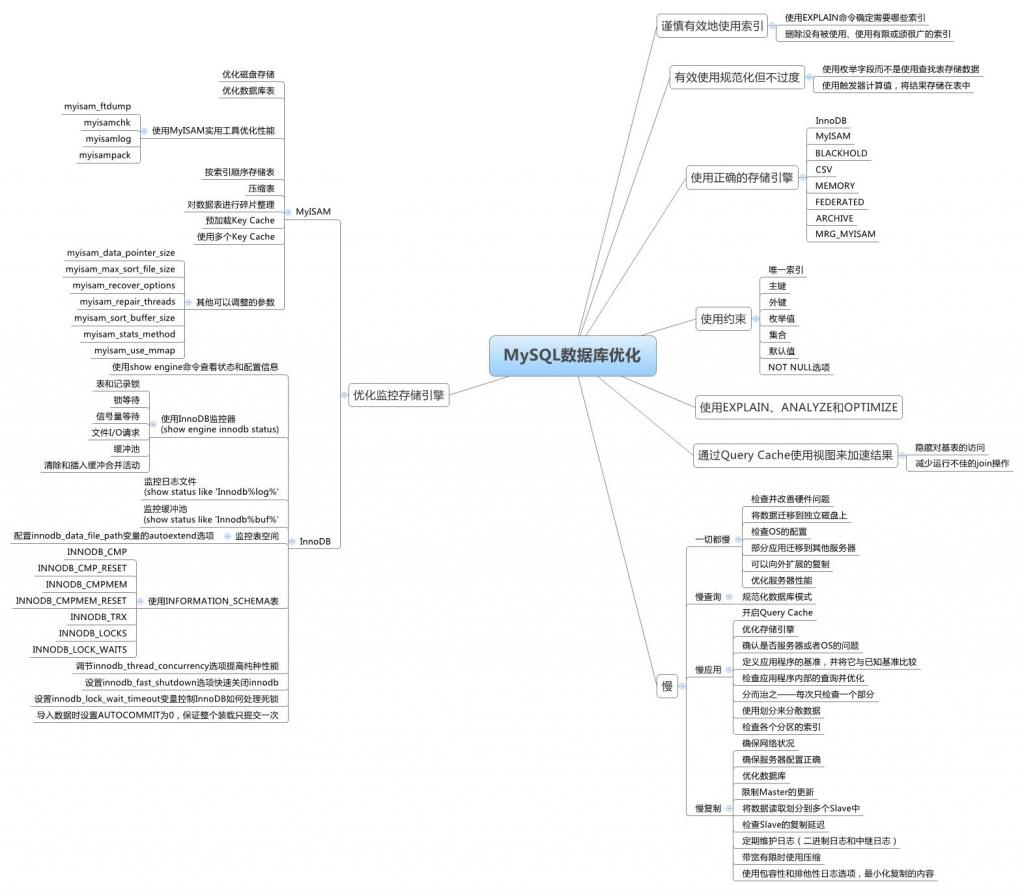 MySQL数据库优化
谨慎有效地使用索引
使用EXPLAIN命令确定需要哪些索引
删除没有被使用、使用有限或颁很广的索引
有效使用规范化但不过度
使用枚举字段而不是使用查找表存储数据
使用触发器计算值，将结果存储在表中
使用正确的存储引擎
InnoDB
MyISAM
BLACKHOLD
CSV
MEMORY
FEDERATED
ARCHIVE
MRG_MYISAM
使用约束
唯一索引
主键
外键
枚举值
集合
默认值
NOT NULL选项
使用EXPLAIN、ANALYZE和OPTIMIZE
通过Query Cache使用视图来加速结果
隐藏对基表的访问
减少运行不佳的join操作
慢
一切都慢
检查并改善硬件问题
将数据迁移到独立磁盘上
检查OS的配置
部分应用迁移到其他服务器
可以向外扩展的复制
优化服务器性能
慢查询
规范化数据库模式
慢应用
开启Query Cache
优化存储引擎
确认是否服务器或者OS的问题
定义应用程序的基准，并将它与已知基准比较
检查应用程序内部的查询并优化
分而治之——每次只检查一个部分
使用划分来分散数据
检查各个分区的索引
慢复制
确保网络状况
确保服务器配置正确
优化数据库
限制Master的更新
将数据读取划分到多个Slave中
检查Slave的复制延迟
定期维护日志（二进制日志和中继日志）
带宽有限时使用压缩
使用包容性和排他性日志选项，最小化复制的内容
优化监控存储引擎
MyISAM
优化磁盘存储
优化数据库表
使用MyISAM实用工具优化性能
myisam_ftdump
myisamchk
myisamlog
myisampack
按索引顺序存储表
压缩表
对数据表进行碎片整理
预加载Key Cache
使用多个Key Cache
其他可以调整的参数
myisam_data_pointer_size
myisam_max_sort_file_size
myisam_recover_options
myisam_repair_threads
myisam_sort_buffer_size
myisam_stats_method
myisam_use_mmap
InnoDB
使用show engine命令查看状态和配置信息
使用InnoDB监控器
(show engine innodb status)
表和记录锁
锁等待
信号量等待
文件I/O请求
缓冲池
清除和插入缓冲合并活动
监控日志文件
(show status like 'Innodb%log%'
监控缓冲池
(show status like 'Innodb%buf%'
监控表空间
配置innodb_data_file_path变量的autoextend选项
使用INFORMATION_SCHEMA表
INNODB_CMP
INNODB_CMP_RESET
INNODB_CMPMEM
INNODB_CMPMEM_RESET
INNODB_TRX
INNODB_LOCKS
INNODB_LOCK_WAITS
调节innodb_thread_concurrency选项提高纯种性能
设置innodb_fast_shutdown选项快速关闭innodb
设置innodb_lock_wait_timeout变量控制InnoDB如何处理死锁
导入数据时设置AUTOCOMMIT为0，保证整个装载只提交一次